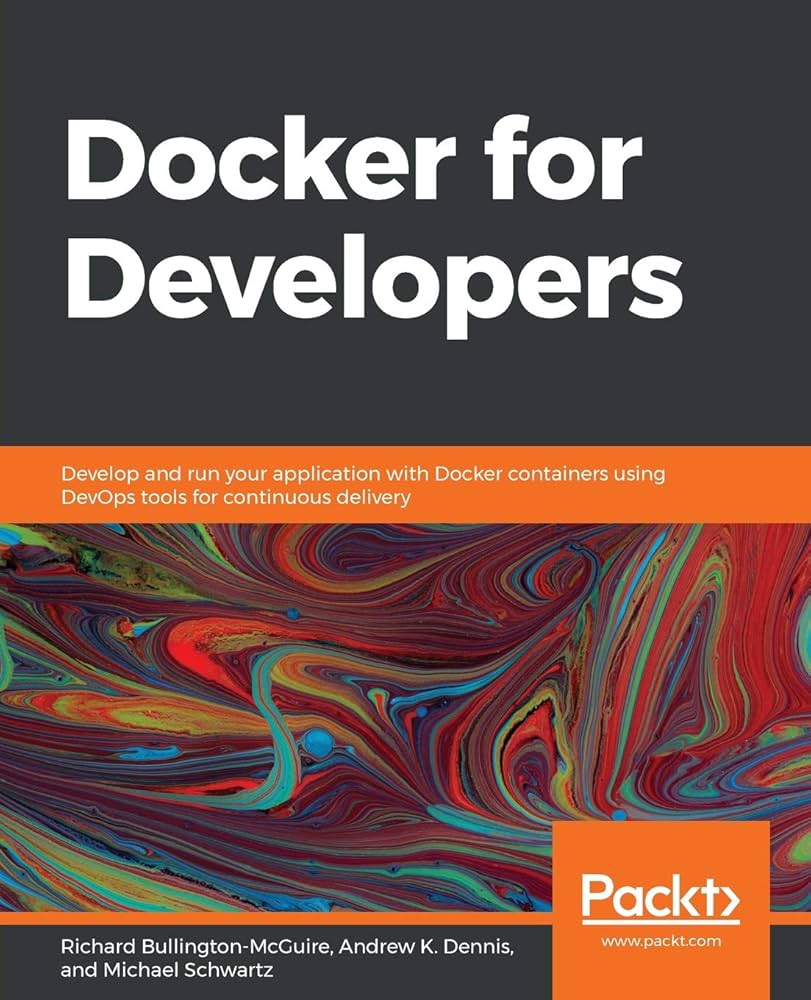 Docker for
Developers
Develop and run your application with Docker containers using
DevOps tools for continuous delivery
Packt>
www.packt.com
Richard Bullington-McGuire, Andrew K. Dennis,
and Michael Schwartz